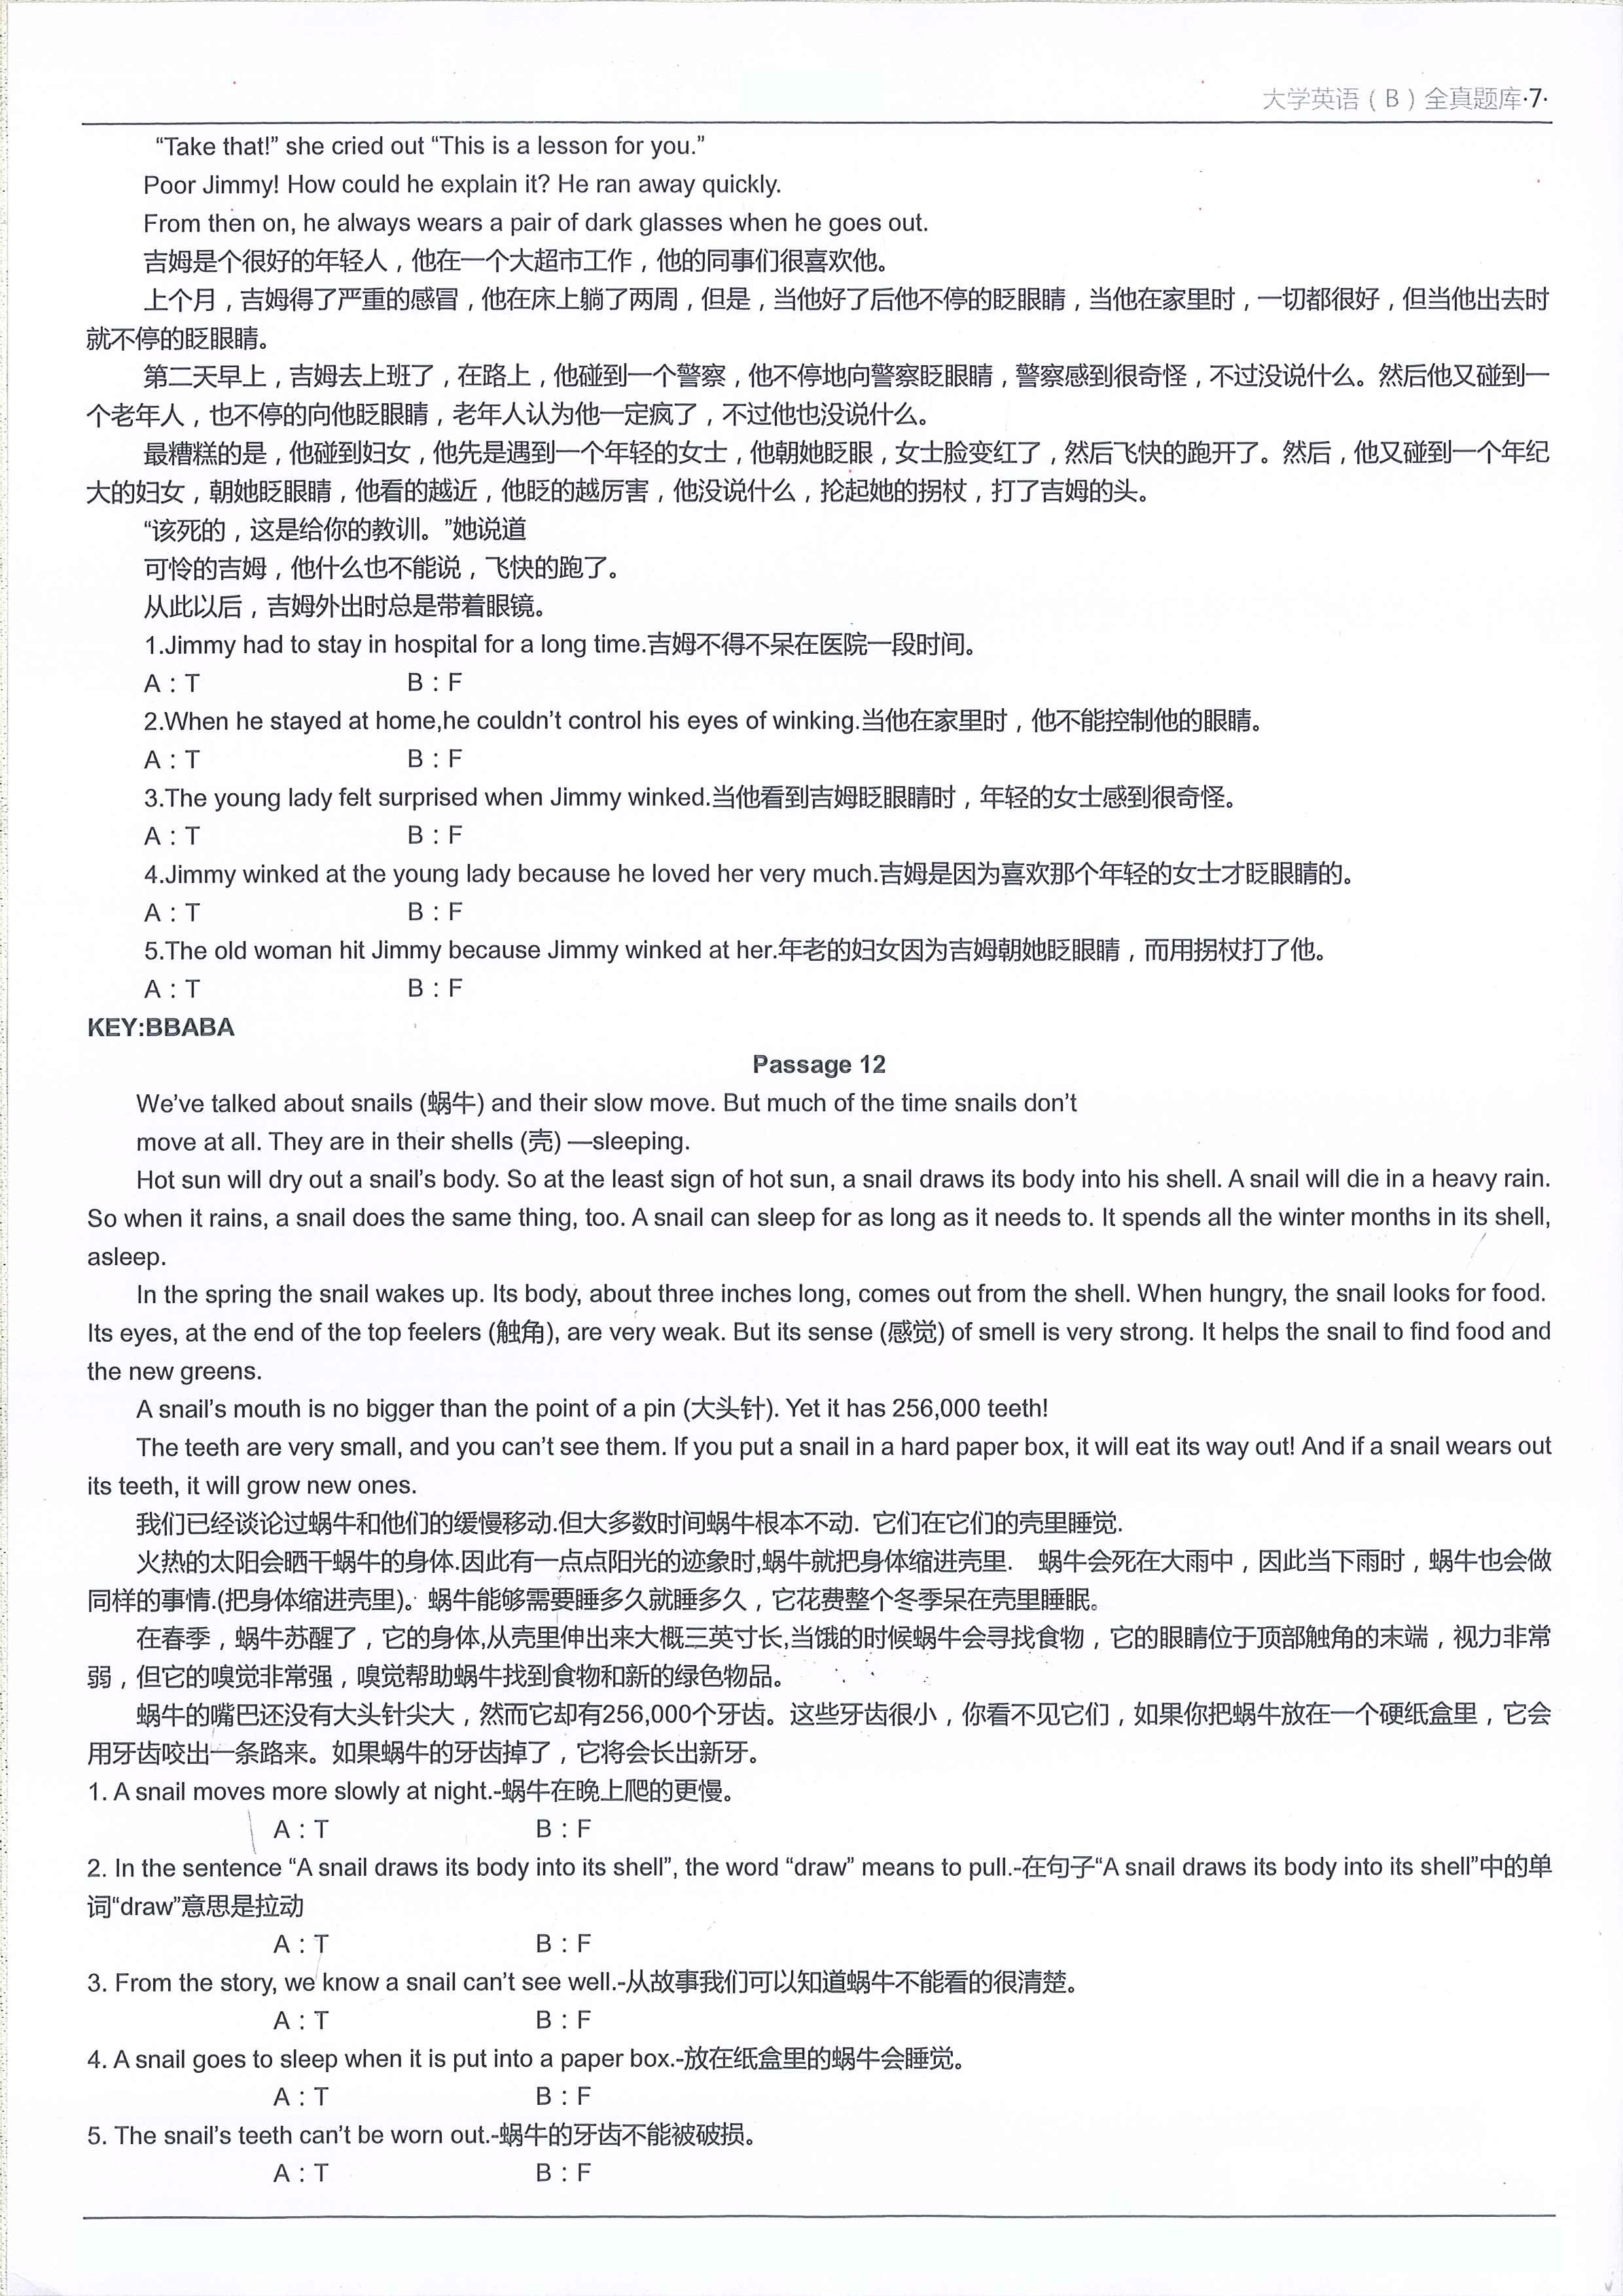 大学英语（B）全真题库·7·
“Take that!” she cried out “This is a lesson for you.”
Poor Jimmy! How could he explain it? He ran away quickly.
From then on, he always wears a pair of dark glasses when he goes out.
吉姆是个很好的年轻人，他在一个大超市工作，他的同事们很喜欢他。
上个月，吉姆得了严重的感冒，他在床上躺了两周，但是，当他好了后他不停的眨眼睛，当他在家里时，一切都很好，但当他出去时
就不停的眨眼睛。
第二天早上，吉姆去上班了，在路上，他碰到一个警察，他不停地向警察眨眼睛，警察感到很奇怪，不过没说什么。然后他又碰到一
个老年人，也不停的向他眨眼睛，老年人认为他一定疯了，不过他也没说什么。
最糟糕的是，他碰到妇女，他先是遇到一个年轻的女士，他朝她眨眼，女士脸变红了，然后飞快的跑开了。然后，他又碰到一个年纪
大的妇女，朝她眨眼睛，他看的越近，他眨的越厉害，他没说什么，抡起她的拐杖，打了吉姆的头。
“该死的，这是给你的教训。”她说道
可怜的吉姆，他什么也不能说，飞快的跑了。
从此以后，吉姆外出时总是带着眼镜。
1.Jimmy had to stay in hospital for a long time.吉姆不得不呆在医院一段时间。
A：T B：F
2.When he stayed at home,he couldn’t control his eyes of winking.当他在家里时，他不能控制他的眼睛。
A：T B：F
3.The young lady felt surprised when Jimmy winked.当他看到吉姆眨眼睛时，年轻的女士感到很奇怪。
A：T B：F
4.Jimmy winked at the young lady because he loved her very much.吉姆是因为喜欢那个年轻的女士才眨眼睛的。
A：T B：F
5.The old woman hit Jimmy because Jimmy winked at her.年老的妇女因为吉姆朝她眨眼睛，而用拐杖打了他。
A：T B：F
KEY:BBABA
Passage 12
We’ve talked about snails (蜗牛) and their slow move. But much of the time snails don’t
move at all. They are in their shells (壳) —sleeping.
Hot sun will dry out a snail’s body. So at the least sign of hot sun, a snail draws its body into his shell. A snail will die in a heavy rain.
So when it rains, a snail does the same thing, too. A snail can sleep for as long as it needs to. It spends all the winter months in its shell,
asleep.
In the spring the snail wakes up. Its body, about three inches long, comes out from the shell. When hungry, the snail looks for food.
Its eyes, at the end of the top feelers (触角), are very weak. But its sense (感觉) of smell is very strong. It helps the snail to find food and
the new greens.
A snail’s mouth is no bigger than the point of a pin (大头针). Yet it has 256,000 teeth!
The teeth are very small, and you can’t see them. If you put a snail in a hard paper box, it will eat its way out! And if a snail wears out
its teeth, it will grow new ones.
我们已经谈论过蜗牛和他们的缓慢移动.但大多数时间蜗牛根本不动. 它们在它们的壳里睡觉.
火热的太阳会晒干蜗牛的身体.因此有一点点阳光的迹象时,蜗牛就把身体缩进壳里. 蜗牛会死在大雨中，因此当下雨时，蜗牛也会做
同样的事情.(把身体缩进壳里)。蜗牛能够需要睡多久就睡多久，它花费整个冬季呆在壳里睡眠。
在春季，蜗牛苏醒了，它的身体,从壳里伸出来大概三英寸长,当饿的时候蜗牛会寻找食物，它的眼睛位于顶部触角的末端，视力非常
弱，但它的嗅觉非常强，嗅觉帮助蜗牛找到食物和新的绿色物品。
蜗牛的嘴巴还没有大头针尖大，然而它却有256,000个牙齿。这些牙齿很小，你看不见它们，如果你把蜗牛放在一个硬纸盒里，它会
用牙齿咬出一条路来。如果蜗牛的牙齿掉了，它将会长出新牙。
1. A snail moves more slowly at night.-蜗牛在晚上爬的更慢。
A：T B：F
2. In the sentence “A snail draws its body into its shell”, the word “draw” means to pull.-在句子“A snail draws its body into its shell”中的单
词“draw”意思是拉动
A：T B：F
3. From the story, we know a snail can’t see well.-从故事我们可以知道蜗牛不能看的很清楚。
A：T B：F
4. A snail goes to sleep when it is put into a paper box.-放在纸盒里的蜗牛会睡觉。
A：T B：F
5. The snail’s teeth can’t be worn out.-蜗牛的牙齿不能被破损。
A：T B：F